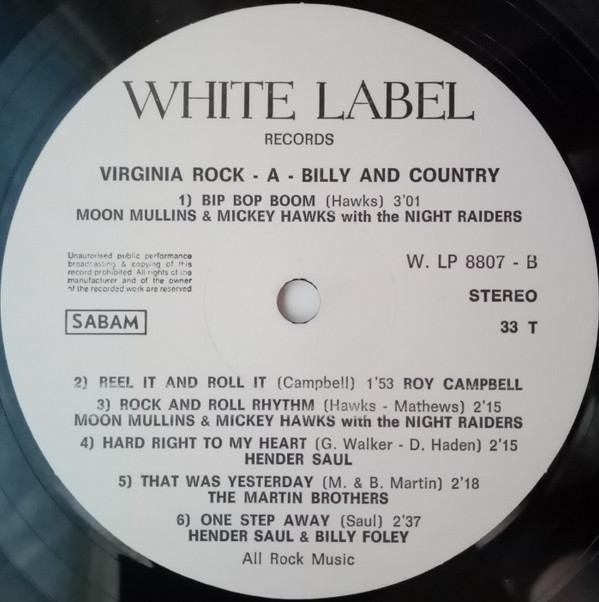 WHITE LABEL
RECORDS
VIRGINIA ROCK - A - BILLY AND COUNTRY
1) BIP BOP BOOM (Hawks) 3'01
MOON MULLINS & MICKEY HAWKS with the NIGHT RAIDERS
Unautorised public performance
broadcasting & copying of this
record prohibited. All rights of the
manufacturer and of the owner
of the recorded work are reserved
SABAM
W. LP 8807 - B
STEREO
33 T
2) REEL IT AND ROLL IT (Campbell) 1'53 ROY CAMPBELL
3) ROCK AND ROLL RHYTHM (Hawks - Mathews) 2'15
MOON MULLINS & MICKEY HAWKS with the NIGHT RAIDERS
4) HARD RIGHT TO MY HEART (G. Walker - D. Haden) 2'15
HENDER SAUL
5) THAT WAS YESTERDAY (M. & B. Martin) 2'18
THE MARTIN BROTHERS
6) ONE STEP AWAY (Saul) 2'37
HENDER SAUL & BILLY FOLEY
All Rock Music